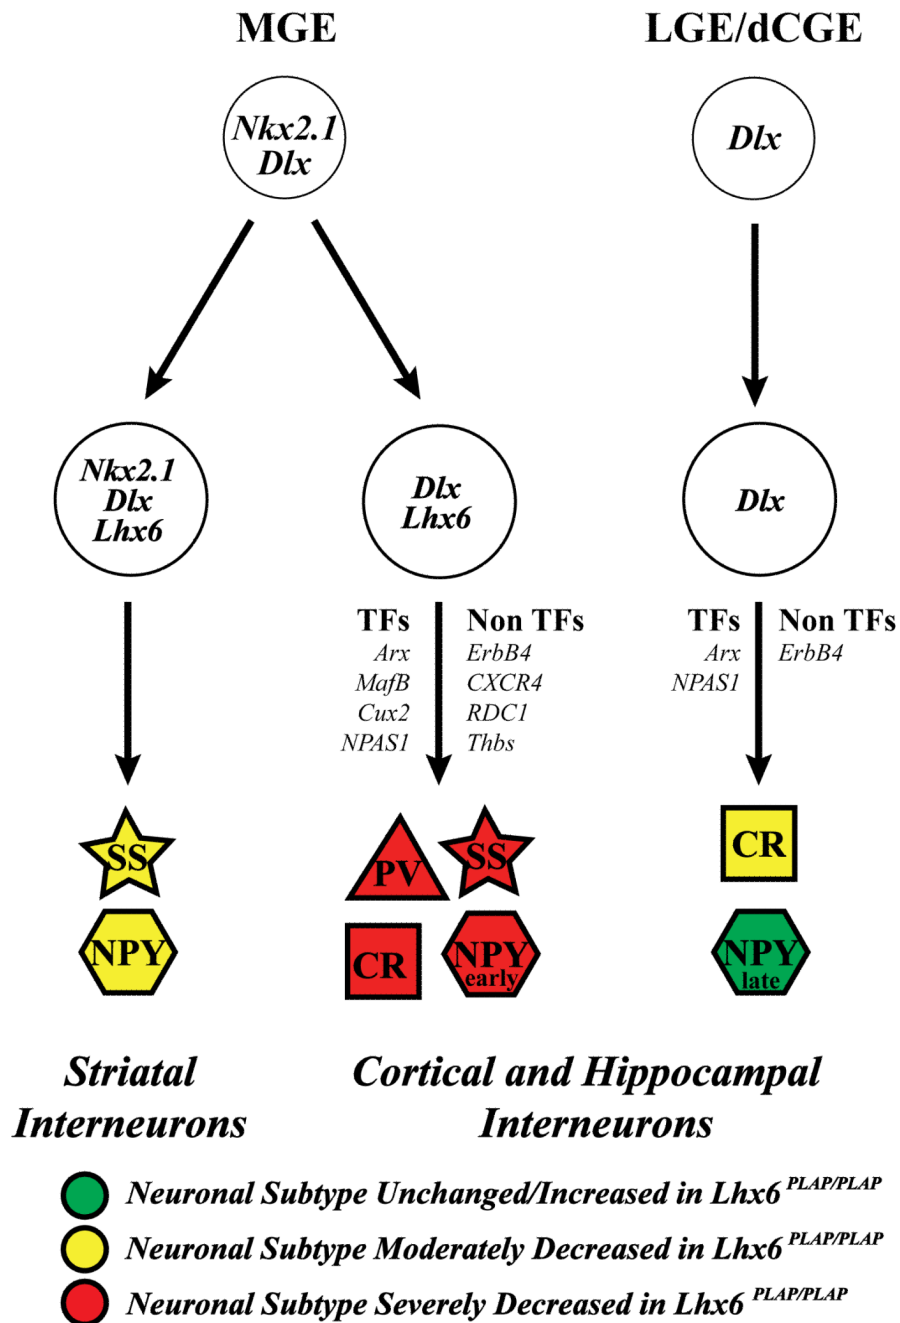 MGE
LGE/dCGE
Nkx2.1
Dlx
Dlx
Nkx2.1
Dlx
Lhx6
Dlx
Lhx6
Dlx
TFs
Arx
MafB
Cux2
NPAS1
Non TFs
ErbB4
CXCR4
RDC1
Thbs
TFs
Arx
NPAS1
Non TFs
ErbB4
SS
NPY
PV
SS
CR
NPY
early
CR
NPY
late
Striatal
Interneurons
Cortical and Hippocampal
Interneurons
Neuronal Subtype Unchanged/Increased in Lhx6 PLAP/PLAP
Neuronal Subtype Moderately Decreased in Lhx6 PLAP/PLAP
Neuronal Subtype Severely Decreased in Lhx6 PLAP/PLAP